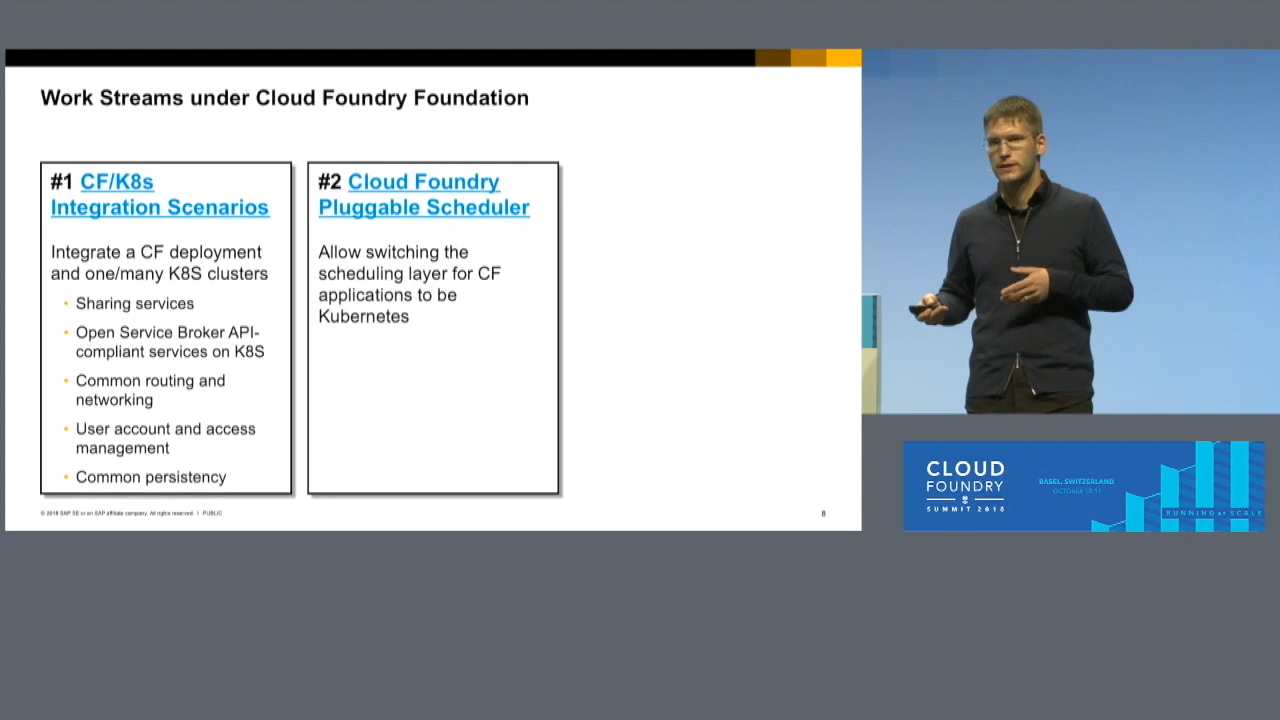 Work Streams under Cloud Foundry Foundation
#1 CF/K8s
Integration Scenarios
Integrate a CF deployment
and one/many K8S clusters
• Sharing services
• Open Service Broker API-
compliant services on K8S
• Common routing and
networking
• User account and access
management
• Common persistency
#2 Cloud Foundry
Pluggable Scheduler
Allow switching the
scheduling layer for CF
applications to be
Kubernetes
© 2018 SAP SE or an SAP affiliate company. All rights reserved. | PUBLIC
8
CLOUD
FOUNDRY
SUMMIT 2018
BASEL, SWITZERLAND
OCTOBER 10-11
RUNNING AT SCALE